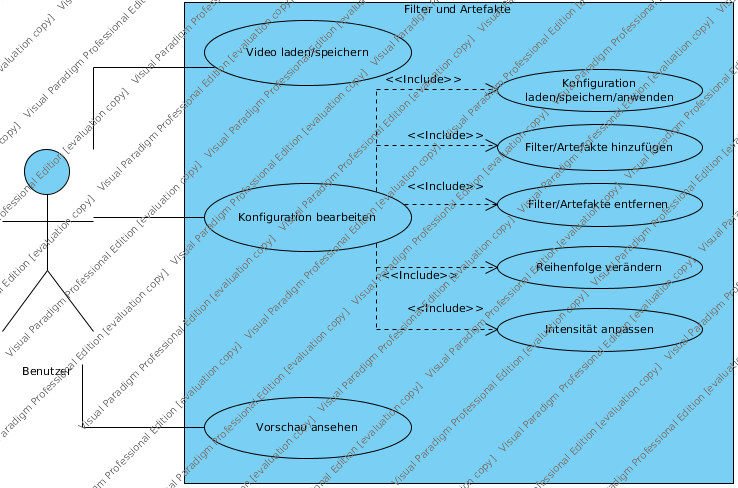 Filter und Artefakte
Video laden/speichern
<<Include>>
Konfiguration
laden/speichern/anwenden
<<Include>>
Filter/Artefakte hinzufügen
<<Include>>
Filter/Artefakte entfernen
Konfiguration bearbeiten
Reihenfolge verändern
<<Include>>
<<Include>>
Intensität anpassen
Benutzer
Vorschau ansehen
Visual Paradigm Professional Edition [evaluation copy]